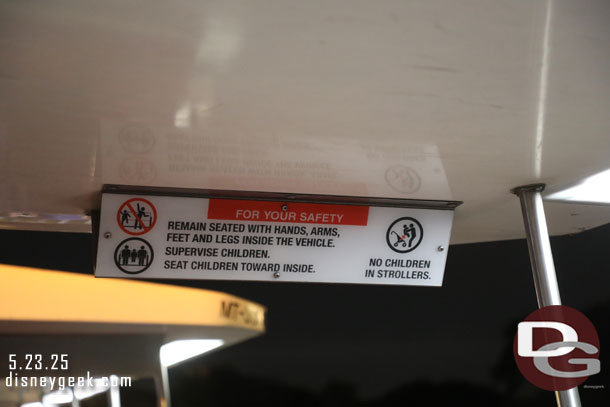 FOR YOUR SAFETY
REMAIN SEATED WITH HANDS, ARMS,
FEET AND LEGS INSIDE THE VEHICLE.
SUPERVISE CHILDREN.
SEAT CHILDREN TOWARD INSIDE.
NO CHILDREN
IN STROLLERS.
5.23.25
disneygeek.com
DG